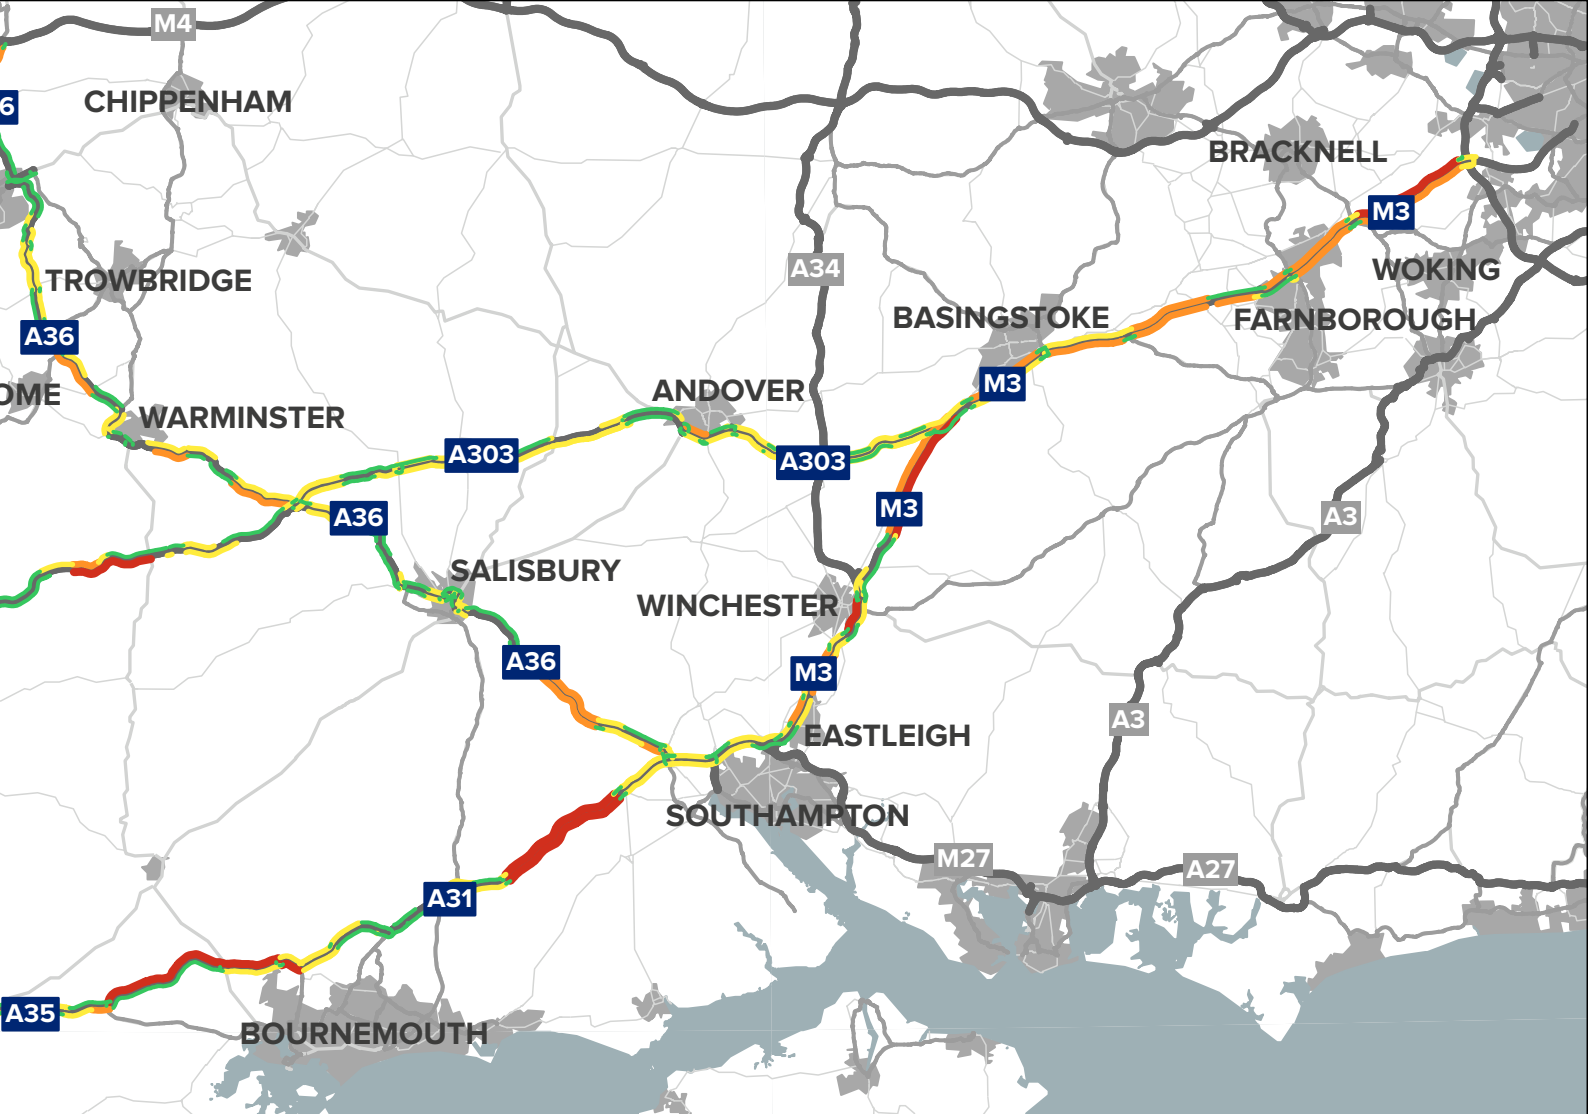 M4
CHIPPENHAM
6
BRACKNELL
M3
A34
WOKING
TROWBRIDGE
BASINGSTOKE
FARNBOROUGH
A36
M3
OME
ANDOVER
WARMINSTER
A303
A303
M3
A36
A3
SALISBURY
WINCHESTER
A36
M3
A3
EASTLEIGH
SOUTHAMPTON
M27
A27
A31
A35
BOURNEMOUTH